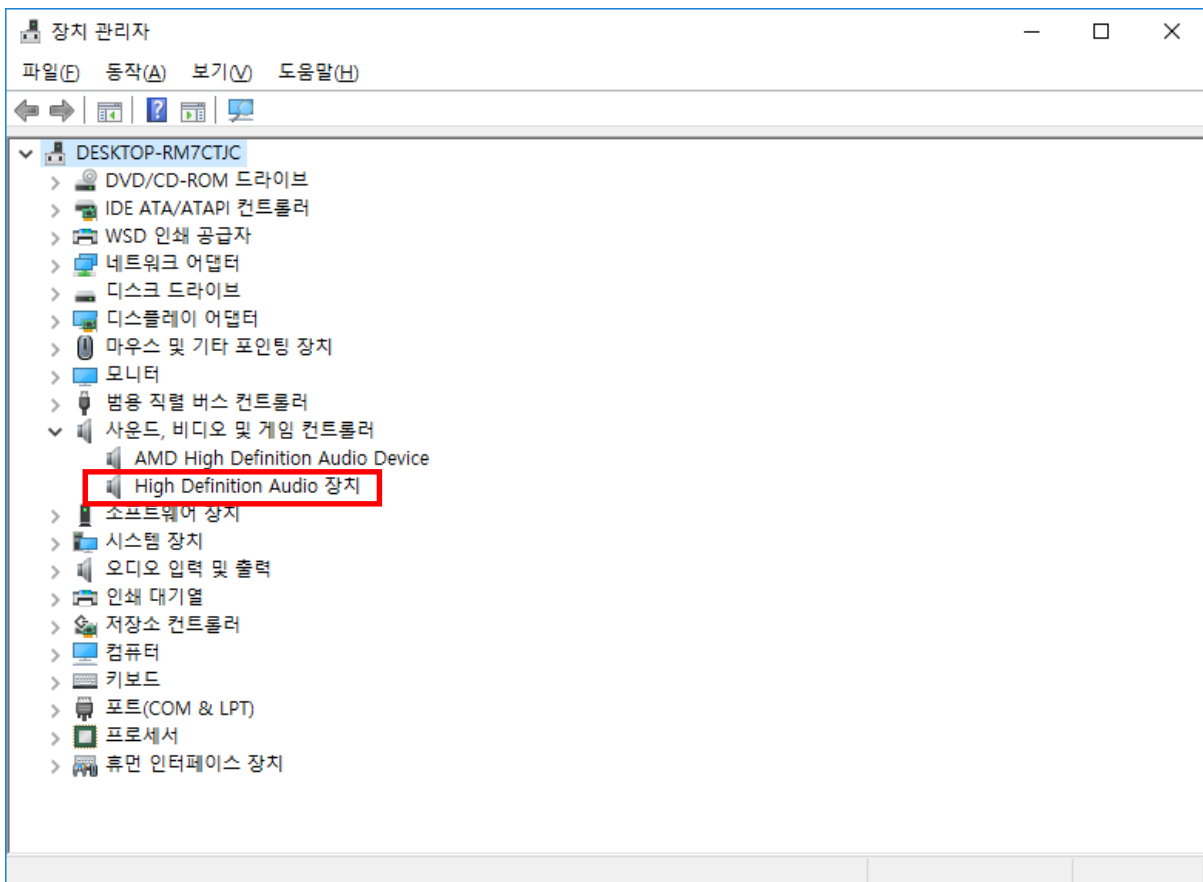 장치 관리자
파일(F) 동작(A) 보기(V) 도움말(H)
DESKTOP-RM7CTJC
DVD/CD-ROM 드라이브
IDE ATA/ATAPI 컨트롤러
WSD 인쇄 공급자
네트워크 어댑터
디스크 드라이브
디스플레이 어댑터
마우스 및 기타 포인팅 장치
모니터
범용 직렬 버스 컨트롤러
사운드, 비디오 및 게임 컨트롤러
AMD High Definition Audio Device
High Definition Audio 장치
소프트웨어 장치
시스템 장치
오디오 입력 및 출력
인쇄 대기열
저장소 컨트롤러
컴퓨터
키보드
포트(COM & LPT)
프로세서
휴먼 인터페이스 장치